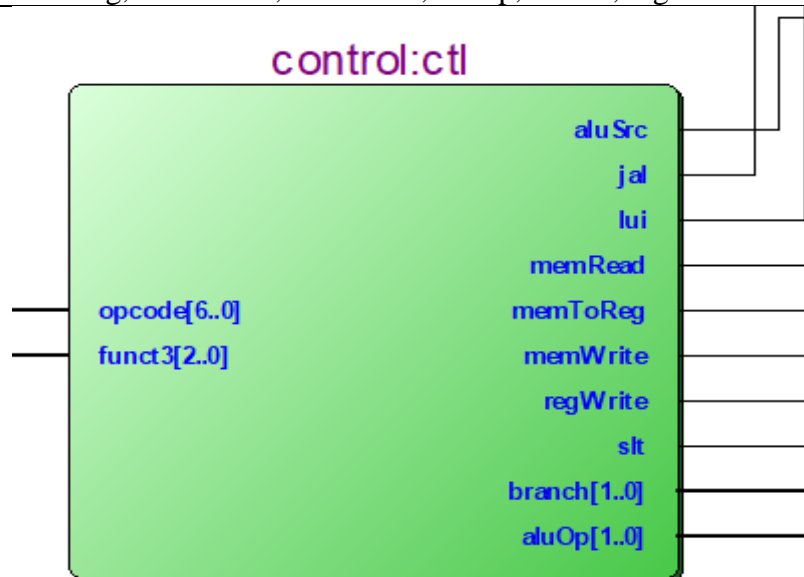 control:ctl
aluSrc
jal
lui
memRead
opcode[6..0] memToReg
funct3[2..0] memWrite
regWrite
slt
branch[1..0]
aluOp[1..0]